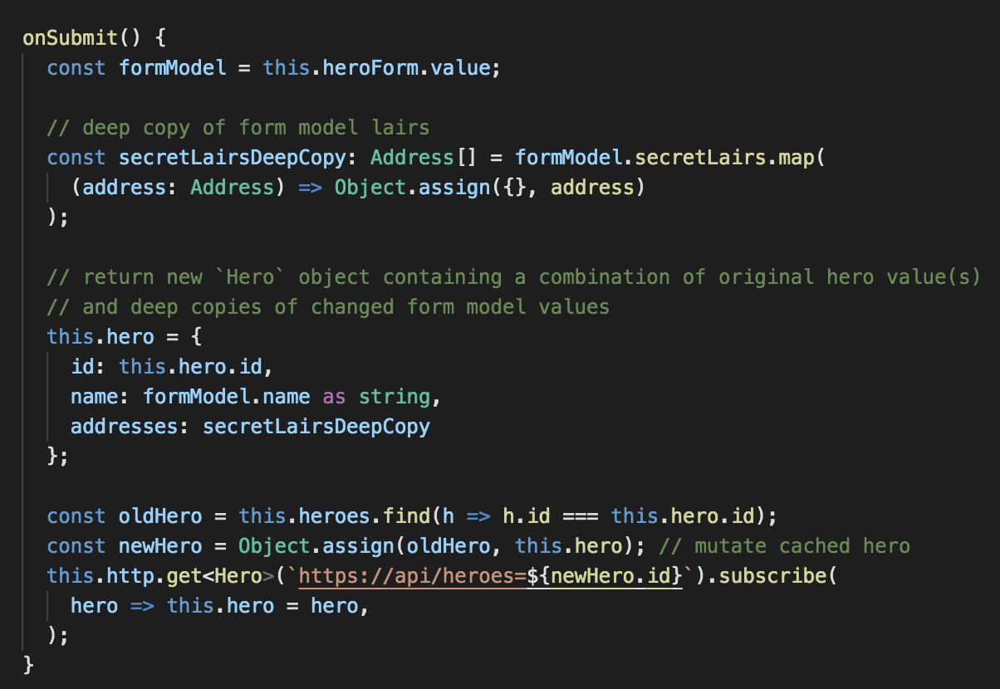 onSubmit() {
  const formModel = this.heroForm.value;

  // deep copy of form model lairs
  const secretLairsDeepCopy: Address[] = formModel.secretLairs.map(
    (address: Address) => Object.assign({}, address)
  );

  // return new `Hero` object containing a combination of original hero value(s)
  // and deep copies of changed form model values
  this.hero = {
    id: this.hero.id,
    name: formModel.name as string,
    addresses: secretLairsDeepCopy
  };

  const oldHero = this.heroes.find(h => h.id === this.hero.id);
  const newHero = Object.assign(oldHero, this.hero); // mutate cached hero
  this.http.get<Hero>(`https://api/heroes=${newHero.id}`).subscribe(
    hero => this.hero = hero,
  );
}